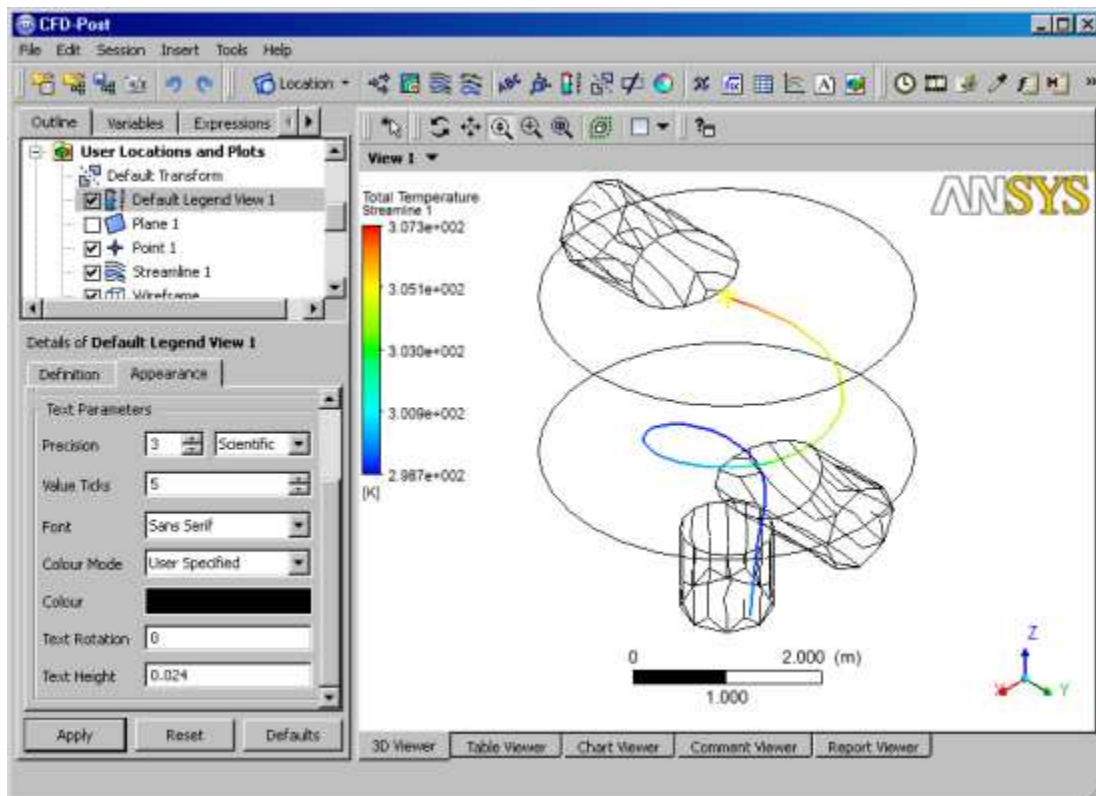 CFD-Post
File Edit Session Insert Tools Help
Location
Outline Variables Expressions
User Locations and Plots
Default Transform
Default Legend View 1
Plane 1
Point 1
Streamline 1
Wireframe
Details of Default Legend View 1
Definition Appearance
Text Parameters
Precision 3 Scientific
Value Ticks 5
Font Sans Serif
Colour Mode User Specified
Colour
Text Rotation 0
Text Height 0.024
Apply Reset Defaults
View 1
ANSYS
Total Temperature
Streamline 1
3.073e+002
3.051e+002
3.030e+002
3.009e+002
2.987e+002
[K]
0 2.000 (m)
1.000
Z
X Y
3D Viewer Table Viewer Chart Viewer Comment Viewer Report Viewer